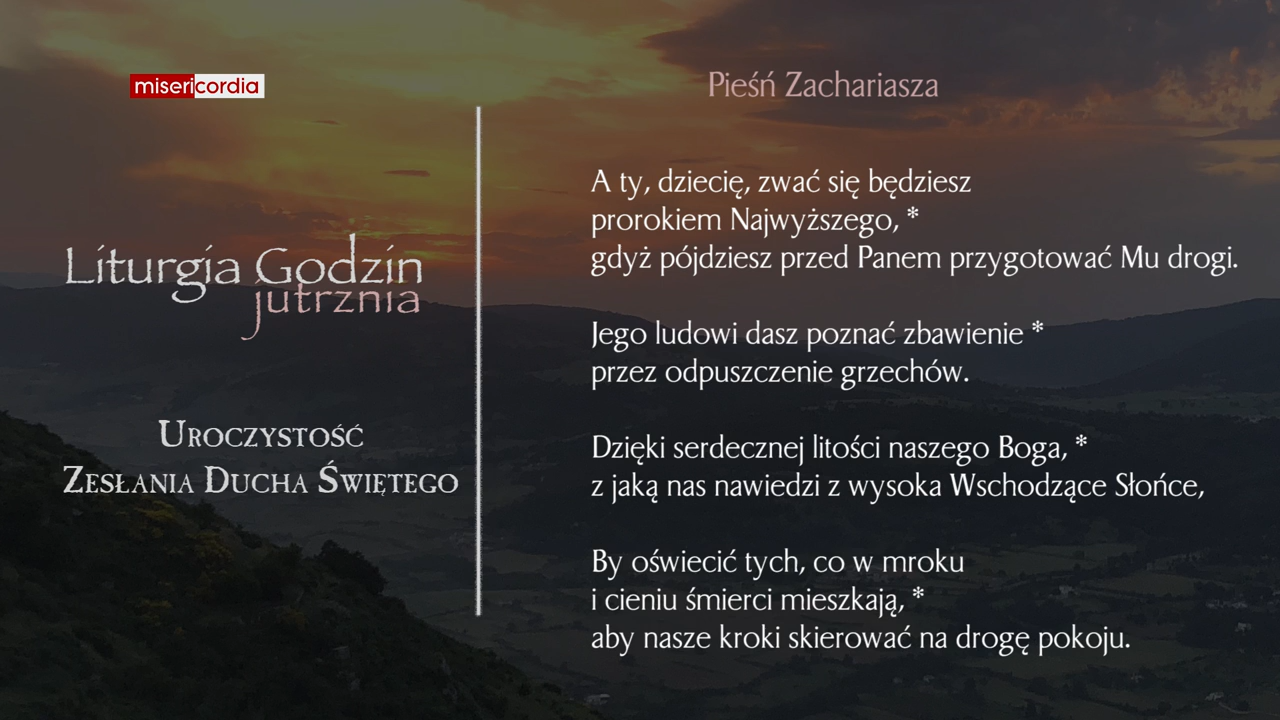 misericordia
Liturgia Godzin
jutrznia
Uroczystość
Zesłania Ducha Świętego
Pieśń Zachariasza
A ty, dziecię, zwać się będziesz
prorokiem Najwyższego, *
gdyż pójdziesz przed Panem przygotować Mu drogi.
Jego ludowi dasz poznać zbawienie *
przez odpuszczenie grzechów.
Dzięki serdecznej litości naszego Boga, *
z jaką nas nawiedzi z wysoka Wschodzące Słońce,
By oświecić tych, co w mroku
i cieniu śmierci mieszkają, *
aby nasze kroki skierować na drogę pokoju.